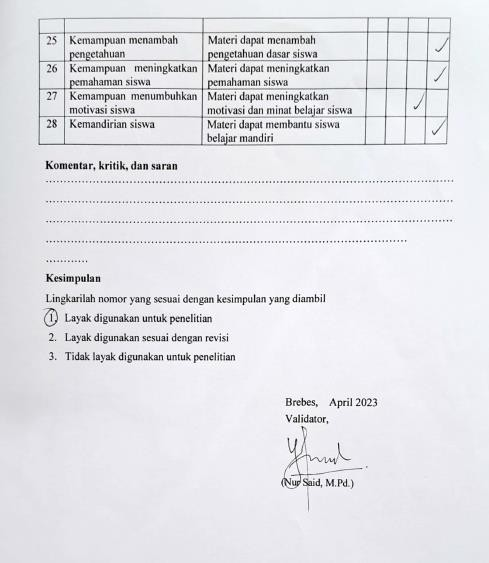 25 Kemampuan menambah pengetahuan Materi dapat menambah pengetahuan dasar siswa ✓
26 Kemampuan meningkatkan pemahaman siswa Materi dapat meningkatkan pemahaman siswa ✓
27 Kemampuan menumbuhkan motivasi siswa Materi dapat meningkatkan motivasi dan minat belajar siswa ✓
28 Kemandirian siswa Materi dapat membantu siswa belajar mandiri ✓
Komentar, kritik, dan saran
Kesimpulan
Lingkarilah nomor yang sesuai dengan kesimpulan yang diambil
1. Layak digunakan untuk penelitian
2. Layak digunakan sesuai dengan revisi
3. Tidak layak digunakan untuk penelitian
Brebes, April 2023
Validator,
(Nur Said, M.Pd.)